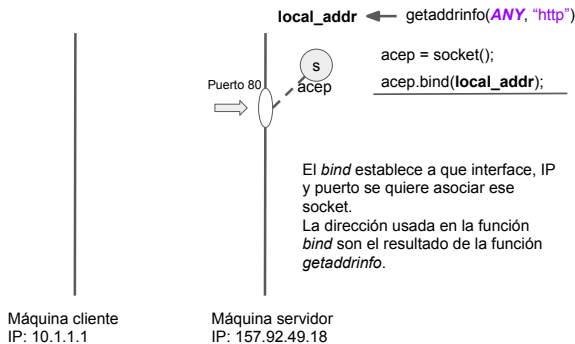 local_addr getaddrinfo(ANY, “http”)
s
acep
Puerto 80
acep = socket();
acep.bind(local_addr);
El bind establece a que interface, IP
y puerto se quiere asociar ese
socket.
La dirección usada en la función
bind son el resultado de la función
getaddrinfo.
Máquina cliente
IP: 10.1.1.1
Máquina servidor
IP: 157.92.49.18